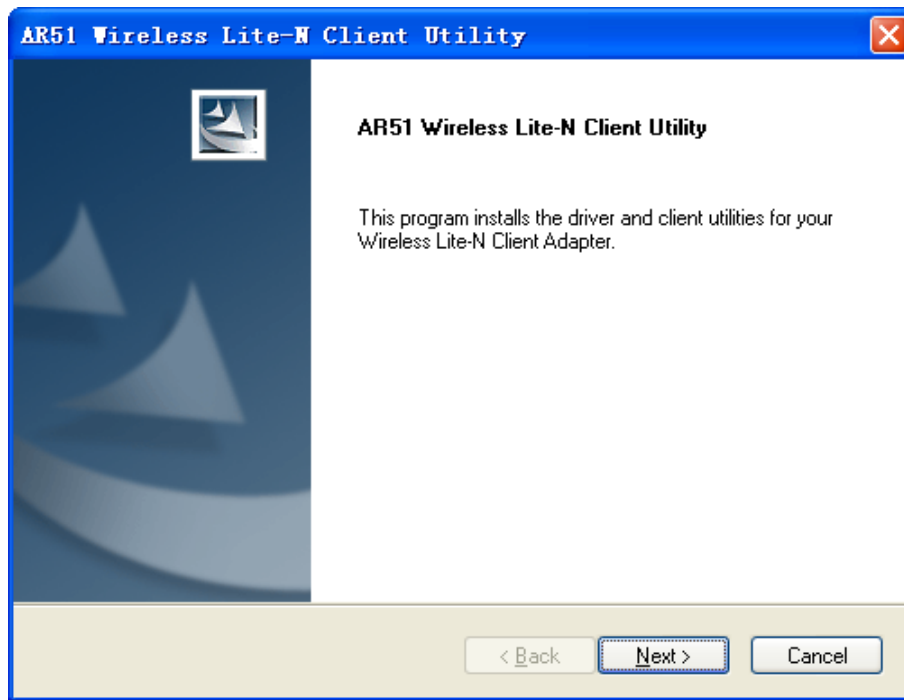 AR51 Wireless Lite-N Client Utility
AR51 Wireless Lite-N Client Utility
This program installs the driver and client utilities for your
Wireless Lite-N Client Adapter.
< Back Next > Cancel